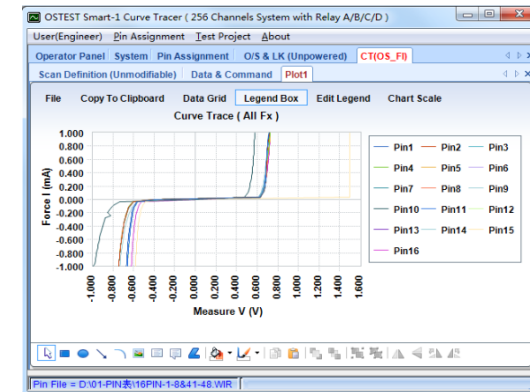 OSTEST Smart-1 Curve Tracer ( 256 Channels System with Relay A/B/C/D )
User(Engineer) Pin Assignment Test Project About
Operator Panel System Pin Assignment O/S & LK (Unpowered) CT(OS_FI)
Scan Definition (Unmodifiable) Data & Command Plot1
File Copy To Clipboard Data Grid Legend Box Edit Legend Chart Scale
Curve Trace ( All Fx )
Force I (mA)
1.000
0.800
0.600
0.400
0.200
0.000
-0.200
-0.400
-0.600
-0.800
-1.000
-1.000 -0.800 -0.600 -0.400 -0.200 0.000 0.200 0.400 0.600 0.800 1.000 1.200 1.400 1.600
Measure V (V)
Pin1 Pin2 Pin3
Pin4 Pin5 Pin6
Pin7 Pin8 Pin9
Pin10 Pin11 Pin12
Pin13 Pin14 Pin15
Pin16
Pin File = D:\01-PIN表\16PIN-1-8&41-48.WIR